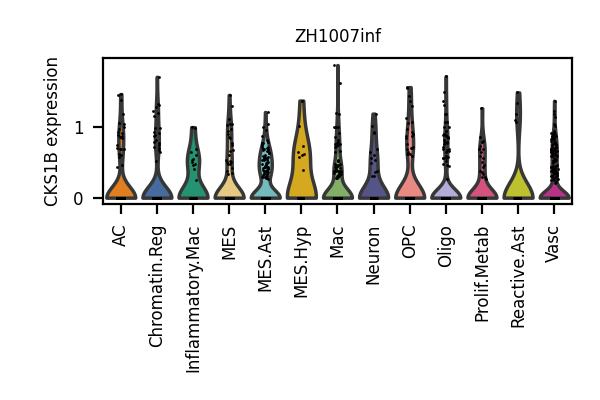 ZH1007inf
CKS1B expression
1
0
AC
Chromatin.Reg
Inflammatory.Mac
MES
MES.Ast
MES.Hyp
Mac
Neuron
OPC
Oligo
Prolif.Metab
Reactive.Ast
Vasc